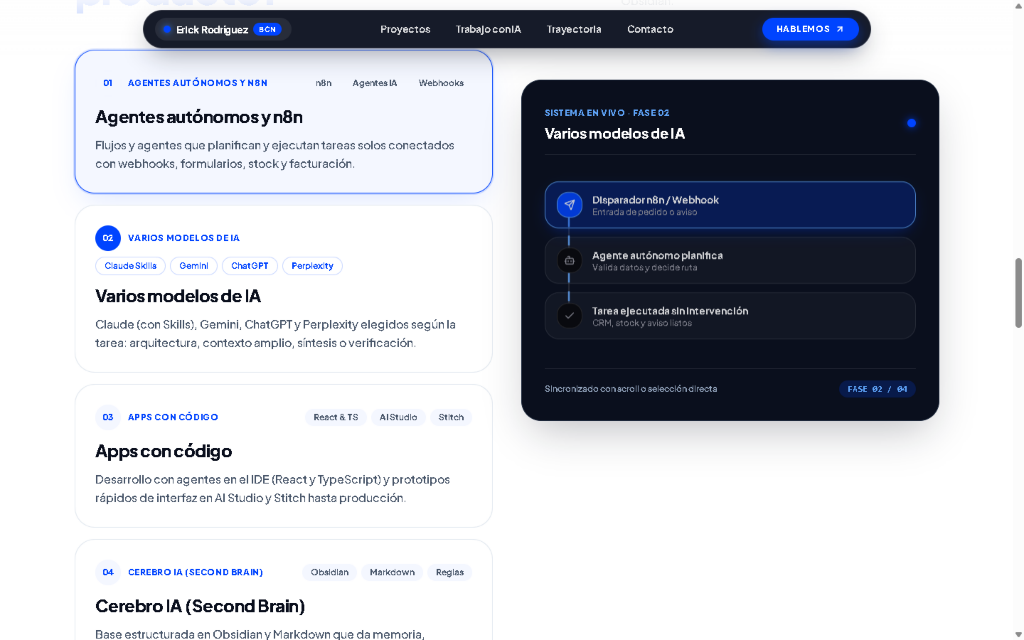 productor
Obsidian.
Erick Rodriguez BCN
Proyectos
Trabajo con IA
Trayectoria
Contacto
HABLEMOS
01 AGENTES AUTÓNOMOS Y N8N
n8n
Agentes IA
Webhooks
Agentes autónomos y n8n
Flujos y agentes que planifican y ejecutan tareas solos conectados
con webhooks, formularios, stock y facturación.
02 VARIOS MODELOS DE IA
Claude Skills
Gemini
ChatGPT
Perplexity
Varios modelos de IA
Claude (con Skills), Gemini, ChatGPT y Perplexity elegidos según la
tarea: arquitectura, contexto amplio, síntesis o verificación.
03 APPS CON CÓDIGO
React & TS
AI Studio
Stitch
Apps con código
Desarrollo con agentes en el IDE (React y TypeScript) y prototipos
rápidos de interfaz en AI Studio y Stitch hasta producción.
04 CEREBRO IA (SECOND BRAIN)
Obsidian
Markdown
Reglas
Cerebro IA (Second Brain)
Base estructurada en Obsidian y Markdown que da memoria,
SISTEMA EN VIVO · FASE 02
Varios modelos de IA
Disparador n8n / Webhook
Entrada de pedido o aviso
Agente autónomo planifica
Valida datos y decide ruta
Tarea ejecutada sin intervención
CRM, stock y aviso listos
Sincronizado con scroll o selección directa
FASE 02 / 04